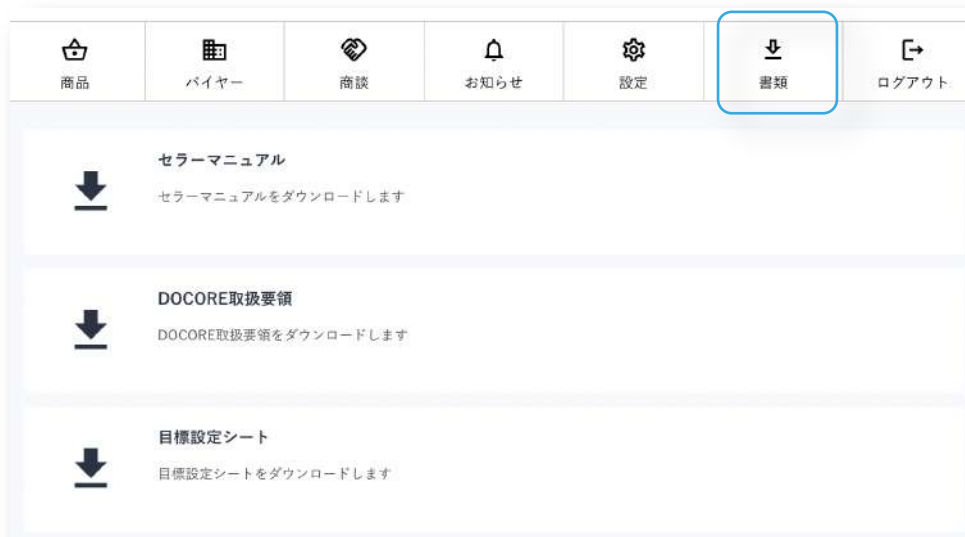 商品 バイヤー 商談 お知らせ 設定 書類 ログアウト
セラーマニュアル
セラーマニュアルをダウンロードします
DOCORE取扱要領
DOCORE取扱要領をダウンロードします
目標設定シート
目標設定シートをダウンロードします